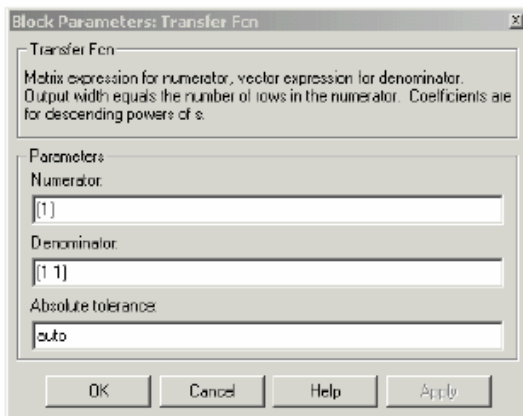 Block Parameters: Transfer Fcn
Transfer Fcn
Matrix expression for numerator, vector expression for denominator.
Output width equals the number of rows in the numerator. Coefficients are
for descending powers of s.
Parameters
Numerator:
[1]
Denominator:
[1 1]
Absolute tolerance:
auto
OK
Cancel
Help
Apply